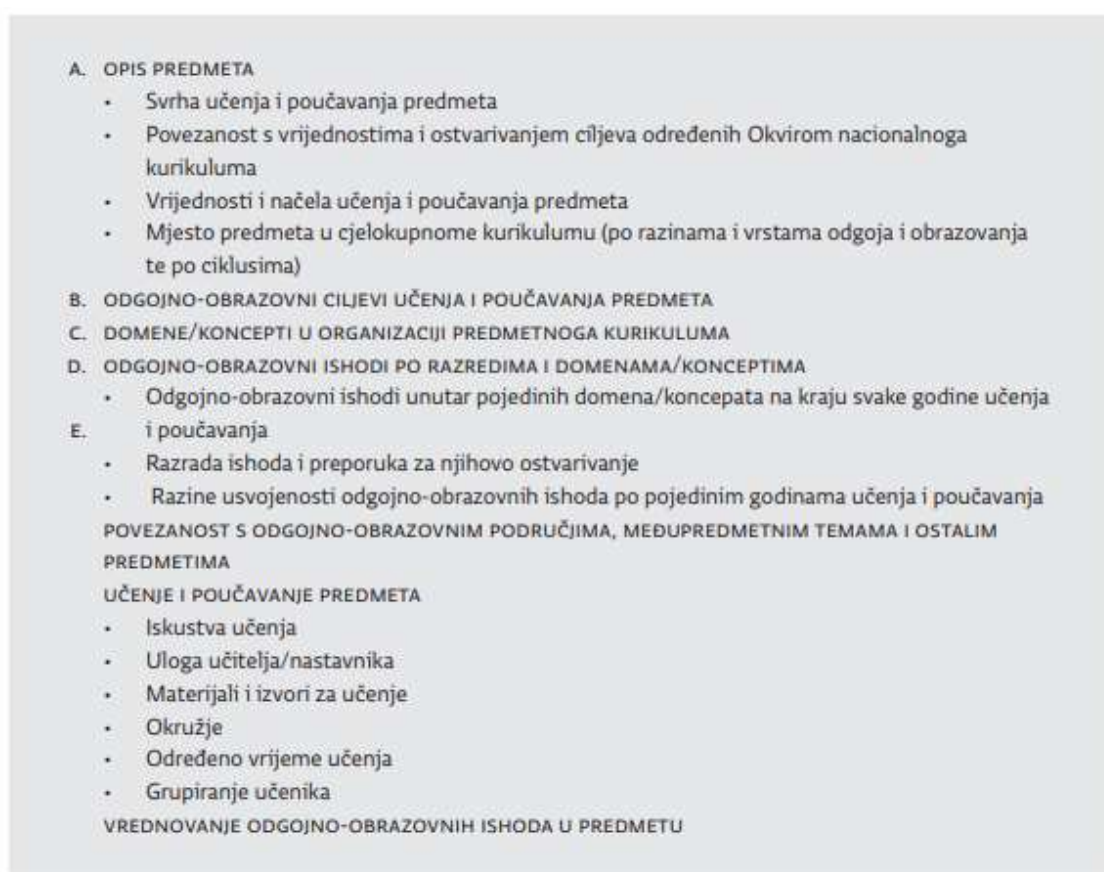 A. OPIS PREDMETA
• Svrha učenja i poučavanja predmeta
• Povezanost s vrijednostima i ostvarivanjem ciljeva određenih Okvirom nacionalnoga
kurikuluma
• Vrijednosti i načela učenja i poučavanja predmeta
• Mjesto predmeta u cjelokupnome kurikulumu (po razinama i vrstama odgoja i obrazovanja
te po ciklusima)
B. ODGOJNO-OBRAZOVNI CILJEVI UČENJA I POUČAVANJA PREDMETA
C. DOMENE/KONCEPTI U ORGANIZACIJI PREDMETNOGA KURIKULUMA
D. ODGOJNO-OBRAZOVNI ISHODI PO RAZREDIMA I DOMENAMA/KONCEPTIMA
• Odgojno-obrazovni ishodi unutar pojedinih domena/koncepata na kraju svake godine učenja
E. i poučavanja
• Razrada ishoda i preporuka za njihovo ostvarivanje
• Razine usvojenosti odgojno-obrazovnih ishoda po pojedinim godinama učenja i poučavanja
POVEZANOST S ODGOJNO-OBRAZOVNIM PODRUČJIMA, MEĐUPREDMETNIM TEMAMA I OSTALIM
PREDMETIMA
UČENJE I POUČAVANJE PREDMETA
• Iskustva učenja
• Uloga učitelja/nastavnika
• Materijali i izvori za učenje
• Okružje
• Određeno vrijeme učenja
• Grupiranje učenika
VREDNOVANJE ODGOJNO-OBRAZOVNIH ISHODA U PREDMETU